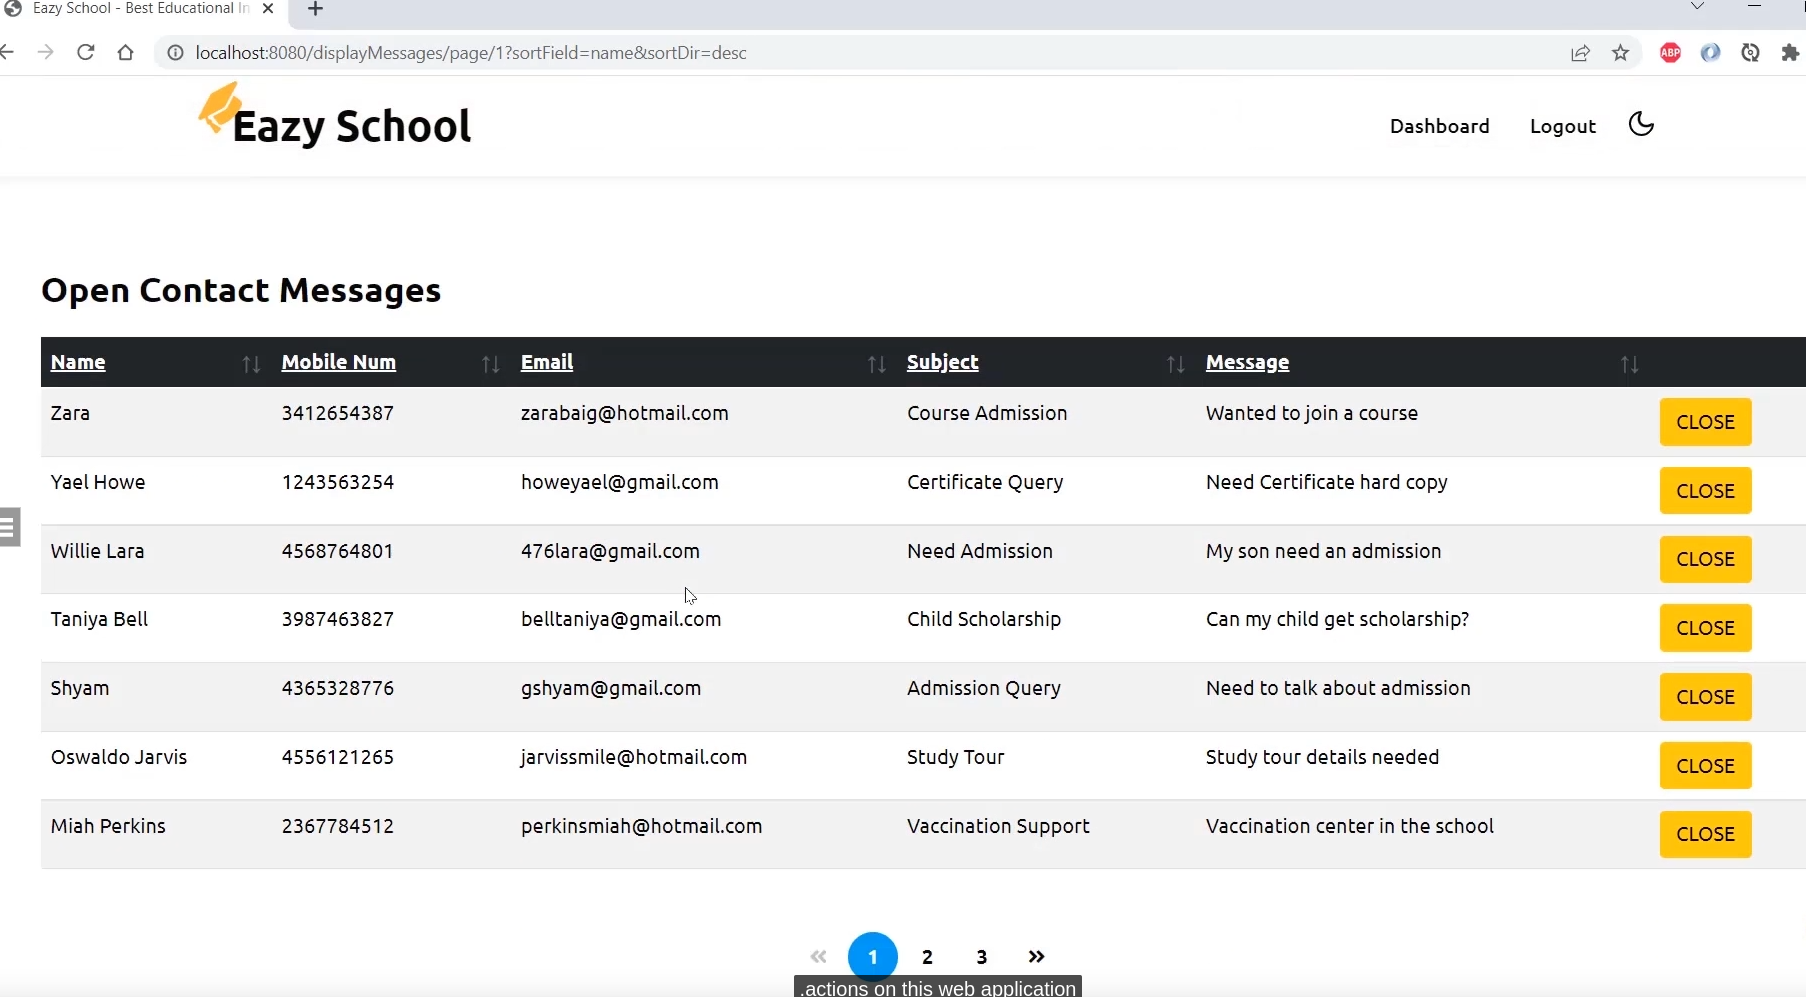 Eazy School - Best Educational In
localhost:8080/displayMessages/page/1?sortField=name&sortDir=desc
ABP
Eazy School
Dashboard Logout
Open Contact Messages
Name Mobile Num Email Subject Message
Zara 3412654387 zarabaig@hotmail.com Course Admission Wanted to join a course CLOSE
Yael Howe 1243563254 howeyael@gmail.com Certificate Query Need Certificate hard copy CLOSE
Willie Lara 4568764801 476lara@gmail.com Need Admission My son need an admission CLOSE
Taniya Bell 3987463827 belltaniya@gmail.com Child Scholarship Can my child get scholarship? CLOSE
Shyam 4365328776 gshyam@gmail.com Admission Query Need to talk about admission CLOSE
Oswaldo Jarvis 4556121265 jarvissmile@hotmail.com Study Tour Study tour details needed CLOSE
Miah Perkins 2367784512 perkinsmiah@hotmail.com Vaccination Support Vaccination center in the school CLOSE
« 1 2 3 »
.actions on this web application